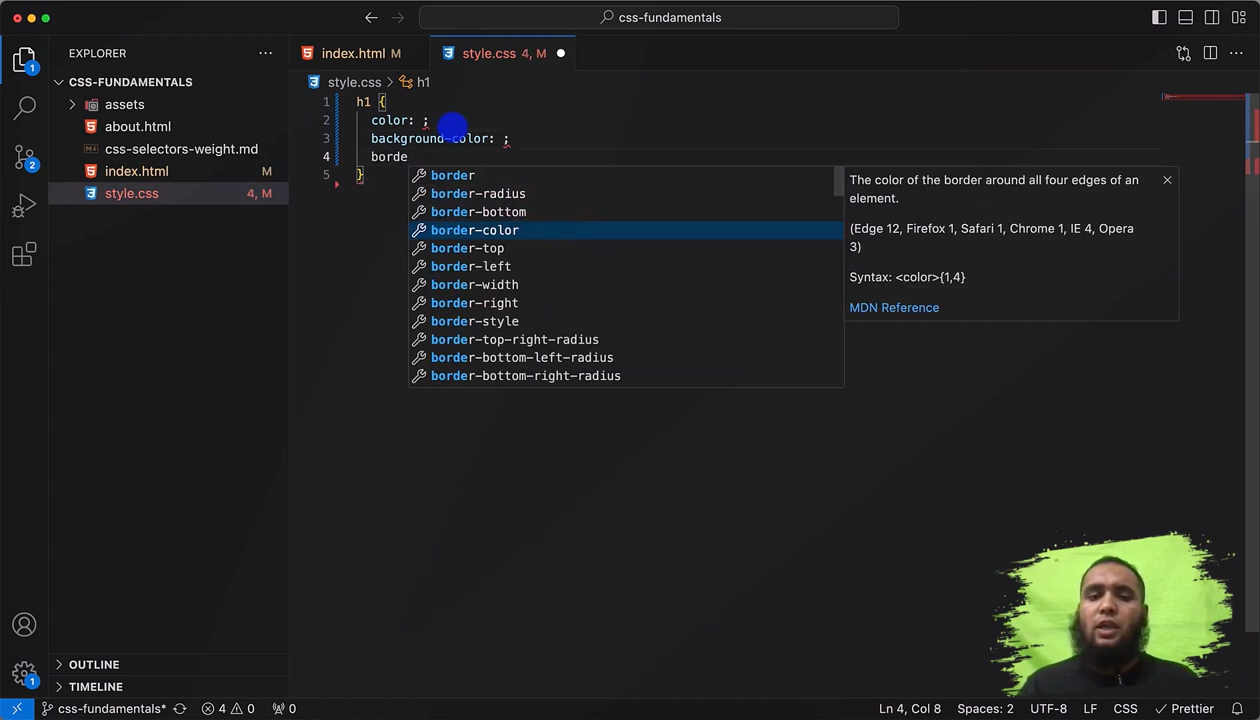 css-fundamentals
EXPLORER
index.html M
style.css 4, M
CSS-FUNDAMENTALS
style.css > h1
assets
about.html
css-selectors-weight.md
index.html M
style.css 4, M
1 h1 {
2 color: ;
3 background-color: ;
4 borde
5 }
border
border-radius
border-bottom
border-color
border-top
border-left
border-width
border-right
border-style
border-top-right-radius
border-bottom-left-radius
border-bottom-right-radius
The color of the border around all four edges of an
element.
(Edge 12, Firefox 1, Safari 1, Chrome 1, IE 4, Opera
3)
Syntax: <color>{1,4}
MDN Reference
1
2
1
OUTLINE
TIMELINE
css-fundamentals* 4 0 0 Ln 4, Col 8 Spaces: 2 UTF-8 LF CSS Prettier